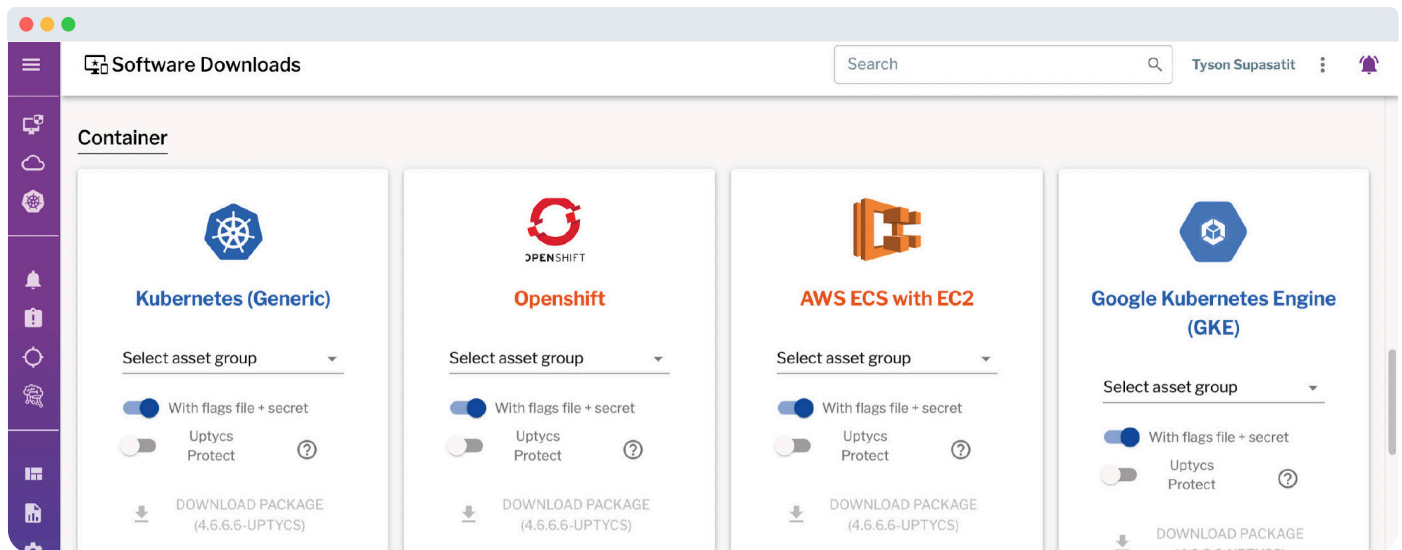 Software Downloads
Search
Tyson Supasatit
Container
OPENSHIFT
Kubernetes (Generic)
Openshift
AWS ECS with EC2
Google Kubernetes Engine
(GKE)
Select asset group
Select asset group
Select asset group
Select asset group
With flags file + secret
With flags file + secret
With flags file + secret
With flags file + secret
Uptycs
Protect
Uptycs
Protect
Uptycs
Protect
Uptycs
Protect
DOWNLOAD PACKAGE
(4.6.6.6-UPTYCS)
DOWNLOAD PACKAGE
(4.6.6.6-UPTYCS)
DOWNLOAD PACKAGE
(4.6.6.6-UPTYCS)
DOWNLOAD PACKAGE